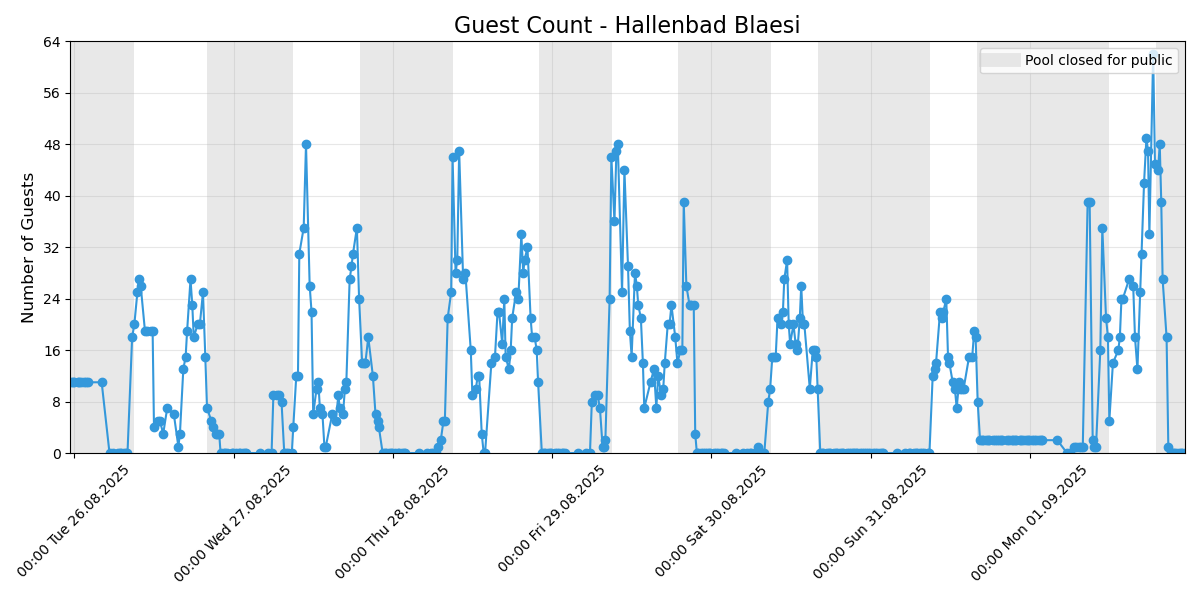 Guest Count - Hallenbad Blaesi
Pool closed for public
Number of Guests
64
56
48
40
32
24
16
8
0
00:00 Tue 26.08.2025
00:00 Wed 27.08.2025
00:00 Thu 28.08.2025
00:00 Fri 29.08.2025
00:00 Sat 30.08.2025
00:00 Sun 31.08.2025
00:00 Mon 01.09.2025